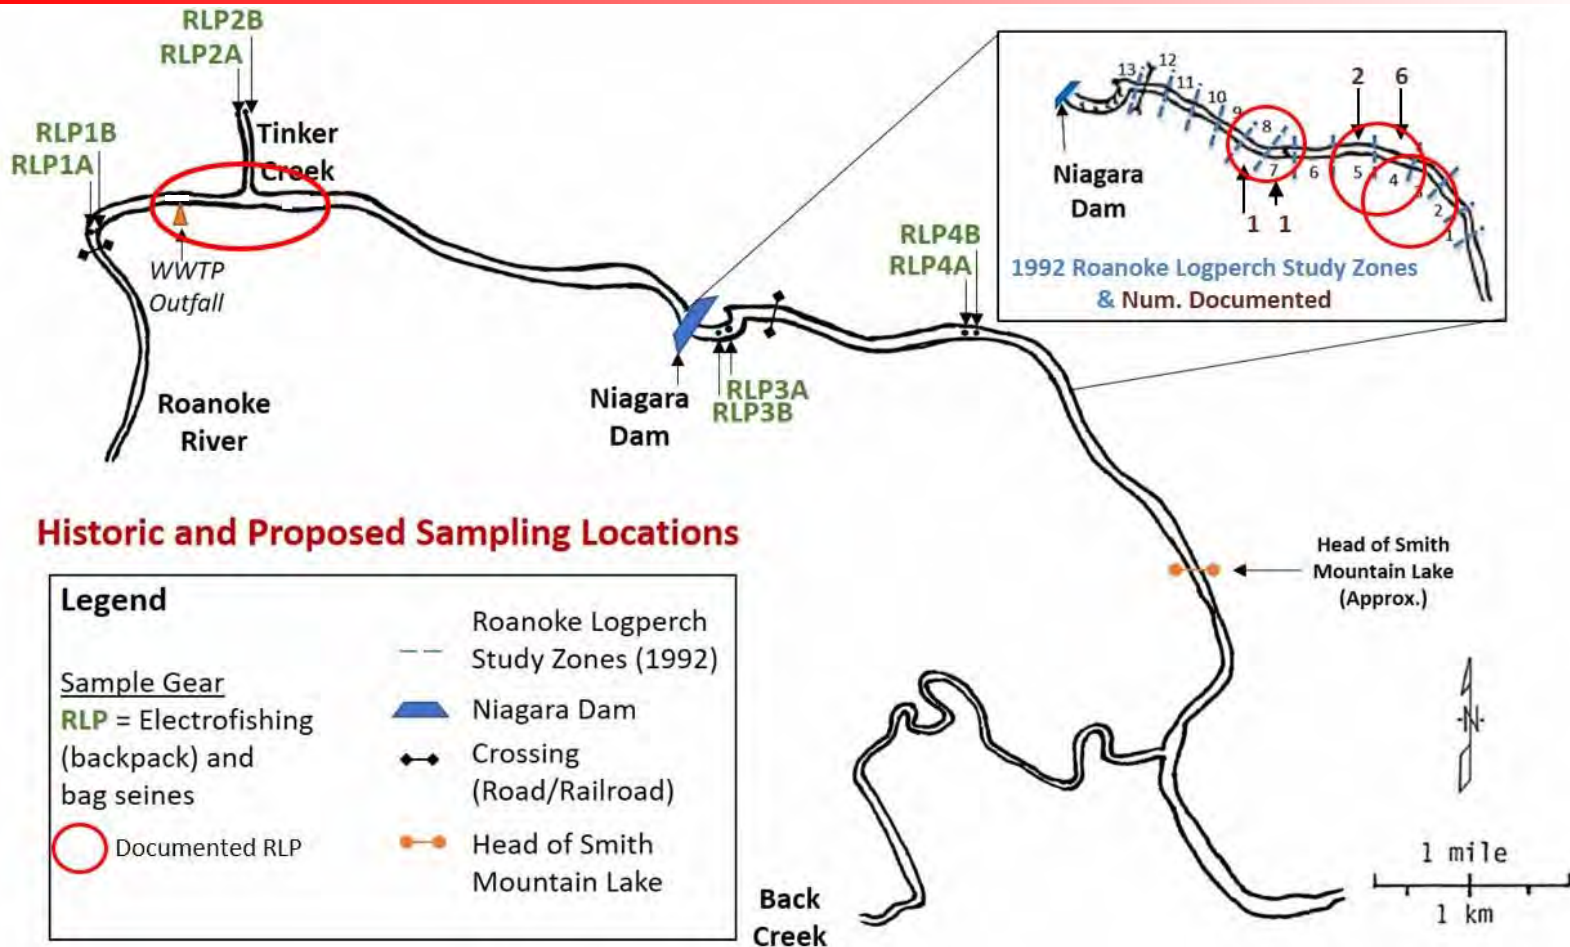 RLP2B
RLP2A
RLP1B
RLP1A
Tinker
Creek
WWTP
Outfall
Roanoke
River
Niagara
Dam
RLP3A
RLP3B
RLP4B
RLP4A
13
12
11
10
9
8
7
6
5
4
3
2
1
2
6
1
1
Niagara
Dam
1992 Roanoke Logperch Study Zones
& Num. Documented
Head of Smith
Mountain Lake
(Approx.)
Historic and Proposed Sampling Locations
Legend
Sample Gear
RLP = Electrofishing
(backpack) and
bag seines
Documented RLP
Roanoke Logperch
Study Zones (1992)
Niagara Dam
Crossing
(Road/Railroad)
Head of Smith
Mountain Lake
Back
Creek
N
1 mile
1 km